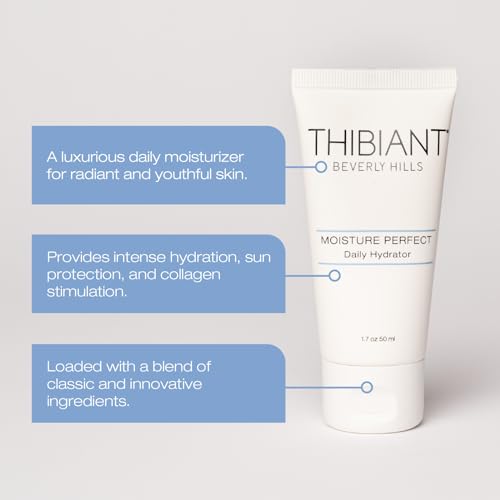 A luxurious daily moisturizer
for radiant and youthful skin.
Provides intense hydration, sun
protection, and collagen
stimulation.
Loaded with a blend of
classic and innovative
ingredients.
THIBIANT®
BEVERLY HILLS
MOISTURE PERFECT
Daily Hydrator
1.7 oz 50 ml